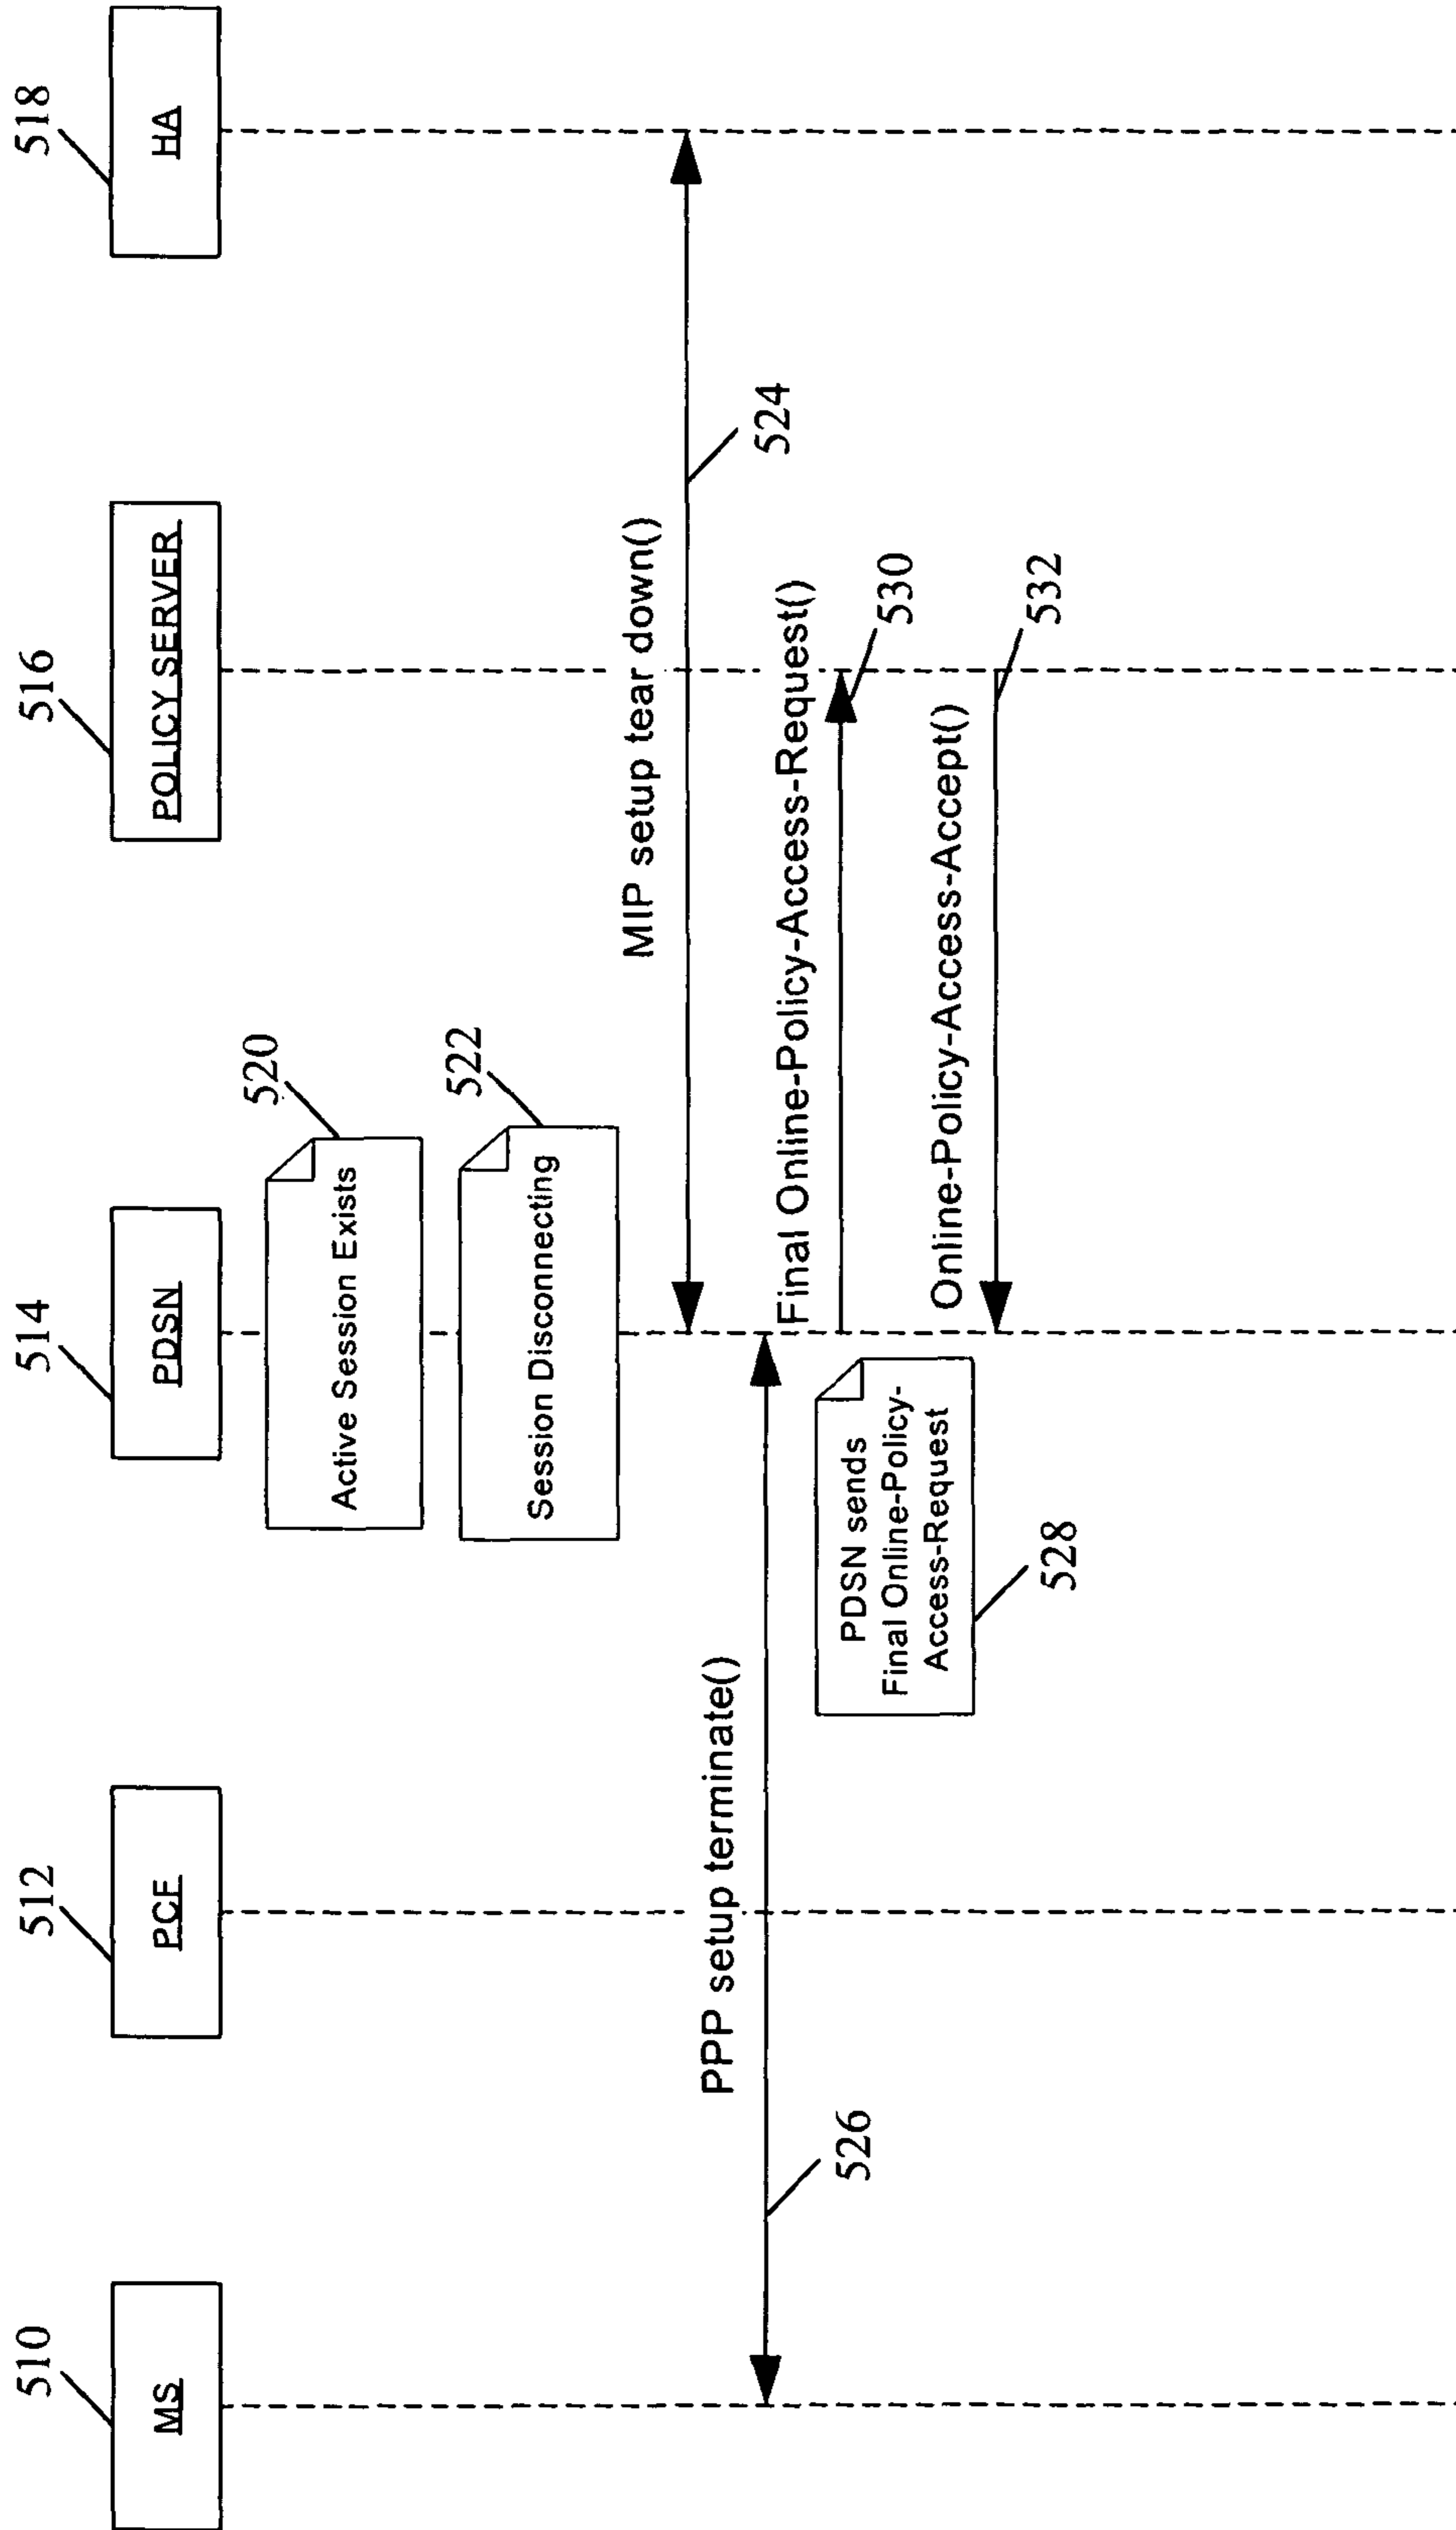 510
MS
512
PCF
514
PDSN
516
POLICY SERVER
518
HA
520
Active Session Exists
522
Session Disconnecting
MIP setup tear down()
524
PPP setup terminate()
526
PDSN sends
Final Online-Policy-
Access-Request
528
Final Online-Policy-Access-Request()
530
Online-Policy-Access-Accept()
532